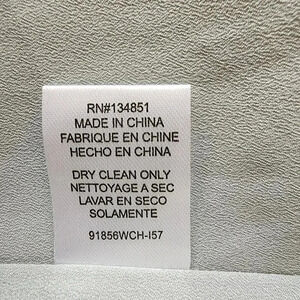 RN#134851
MADE IN CHINA
FABRIQUE EN CHINE
HECHO EN CHINA
DRY CLEAN ONLY
NETTOYAGE A SEC
LAVAR EN SECO
SOLAMENTE
91856WCH-I57